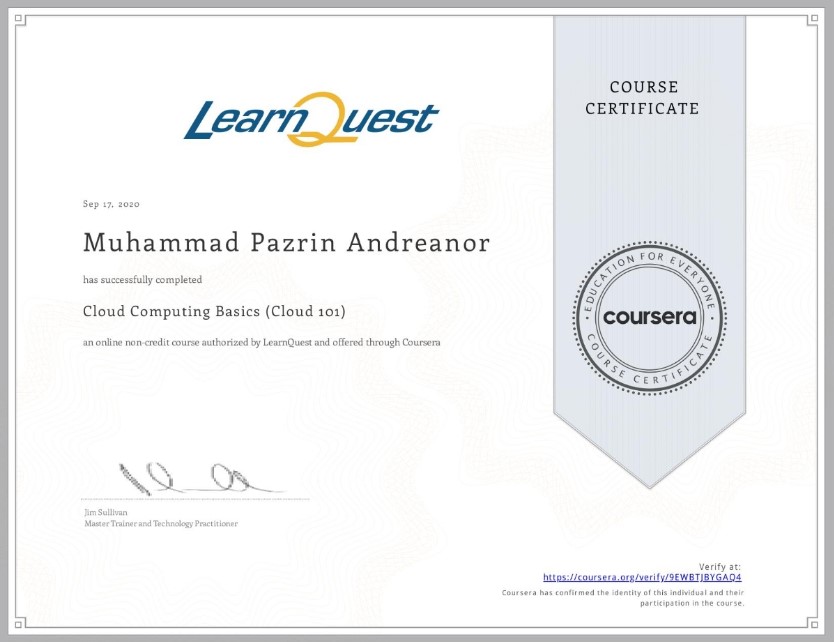 LearnQuest
COURSE
CERTIFICATE
Sep 17, 2020
Muhammad Pazrin Andreanor
has successfully completed
Cloud Computing Basics (Cloud 101)
an online non-credit course authorized by LearnQuest and offered through Coursera
EDUCATION FOR EVERYONE
coursera
COURSE CERTIFICATE
Jim Sullivan
Master Trainer and Technology Practitioner
Verify at:
https://coursera.org/verify/9EWBTJBYGAQ4
Coursera has confirmed the identity of this individual and their
participation in the course.